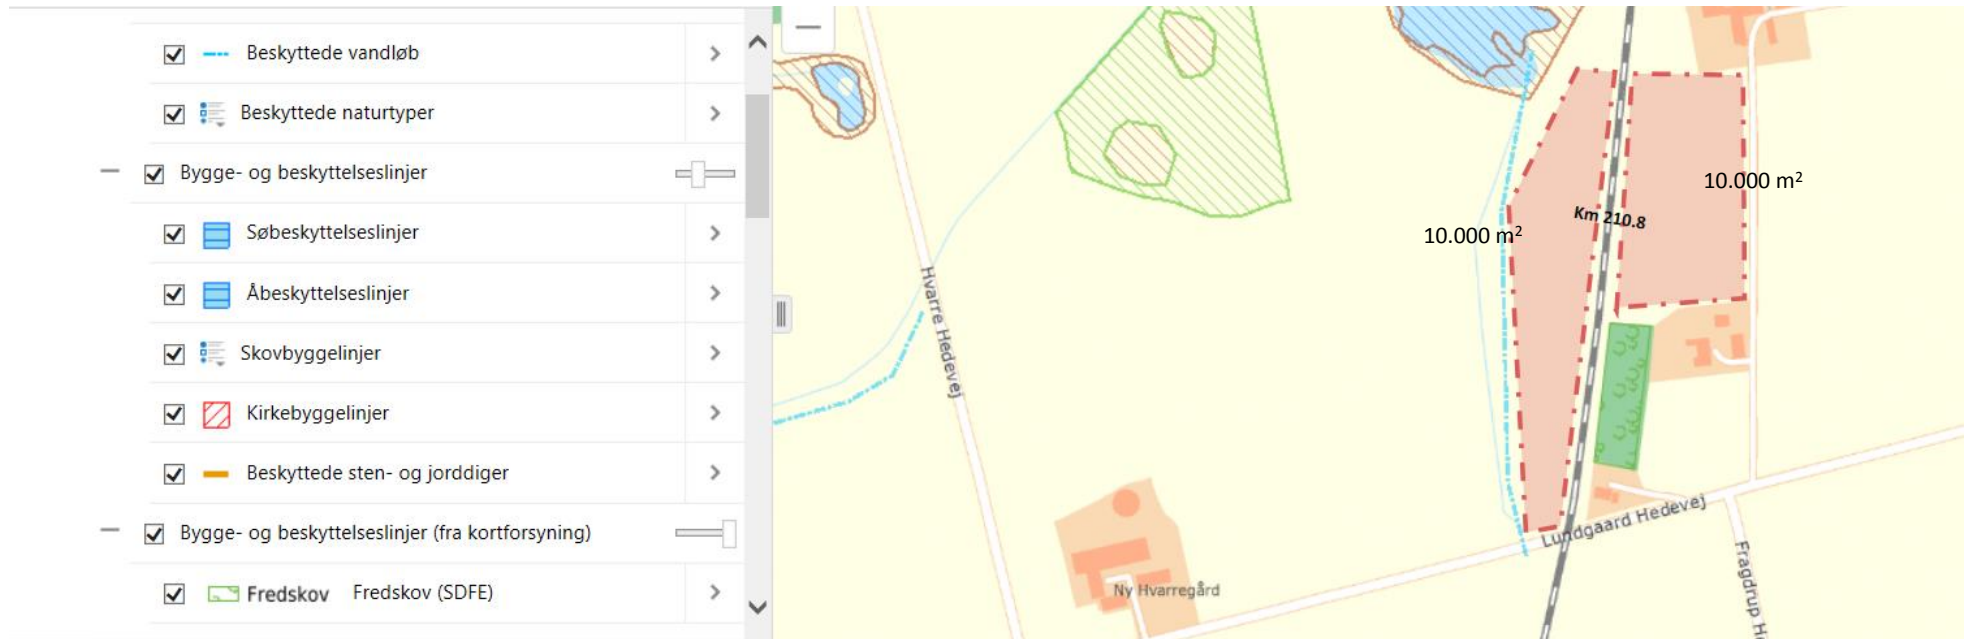 Beskyttede vandløb
Beskyttede naturtyper
Bygge- og beskyttelseslinjer
Søbeskyttelseslinjer
Åbeskyttelseslinjer
Skovbyggelinjer
Kirkebyggelinjer
Beskyttede sten- og jorddiger
Bygge- og beskyttelseslinjer (fra kortforsyning)
Fredskov Fredskov (SDFE)
10.000 m²
Km 210.8
10.000 m²
Hvarre Hedevej
Lundgaard Hedevej
Ny Hvarregård
Fragdrup